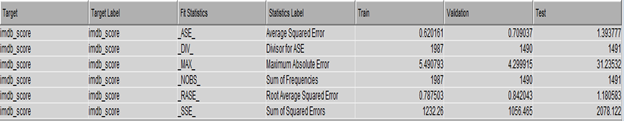 Target Target Label Fit Statistics Statistics Label Train Validation Test
imdb_score imdb_score _ASE_ Average Squared Error 0.620161 0.709037 1.393777
imdb_score imdb_score _DIV_ Divisor for ASE 1987 1490 1491
imdb_score imdb_score _MAX_ Maximum Absolute Error 5.490793 4.299915 31.23532
imdb_score imdb_score _NOBS_ Sum of Frequencies 1987 1490 1491
imdb_score imdb_score _RASE_ Root Average Squared Error 0.787503 0.842043 1.180583
imdb_score imdb_score _SSE_ Sum of Squared Errors 1232.26 1056.465 2078.122